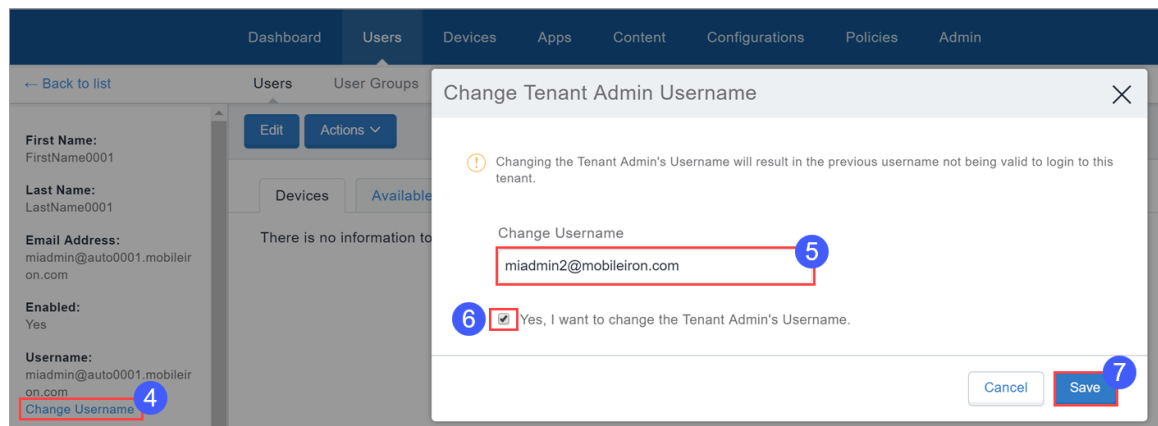 Dashboard Users Devices Apps Content Configurations Policies Admin
← Back to list
Users User Groups
Edit Actions
First Name:
FirstName0001
Last Name:
LastName0001
Email Address:
miadmin@auto0001.mobileir
on.com
Enabled:
Yes
Username:
miadmin@auto0001.mobileir
on.com
Change Username
4
Devices Available
There is no information to
Change Tenant Admin Username
Changing the Tenant Admin's Username will result in the previous username not being valid to login to this
tenant.
Change Username
5
miadmin2@mobileiron.com
6
Yes, I want to change the Tenant Admin's Username.
Cancel Save
7